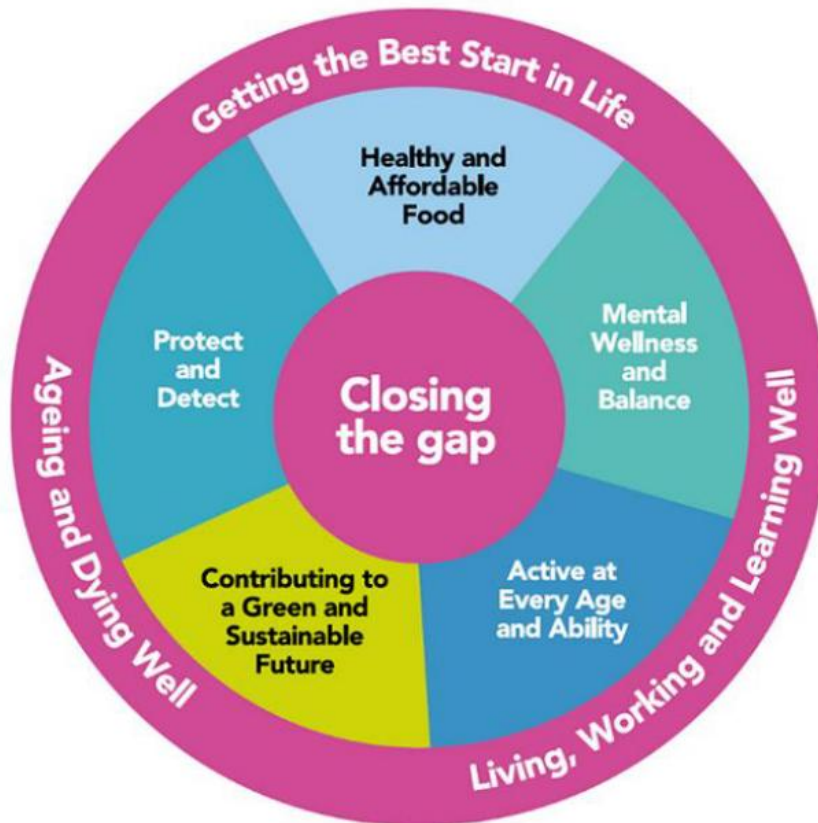 Getting the Best Start in Life
Healthy and
Affordable
Food
Mental
Wellness
and
Balance
Protect
and
Detect
Closing
the gap
Active at
Every Age
and Ability
Contributing to
a Green and
Sustainable
Future
Living, Working and Learning Well
Ageing and Dying Well